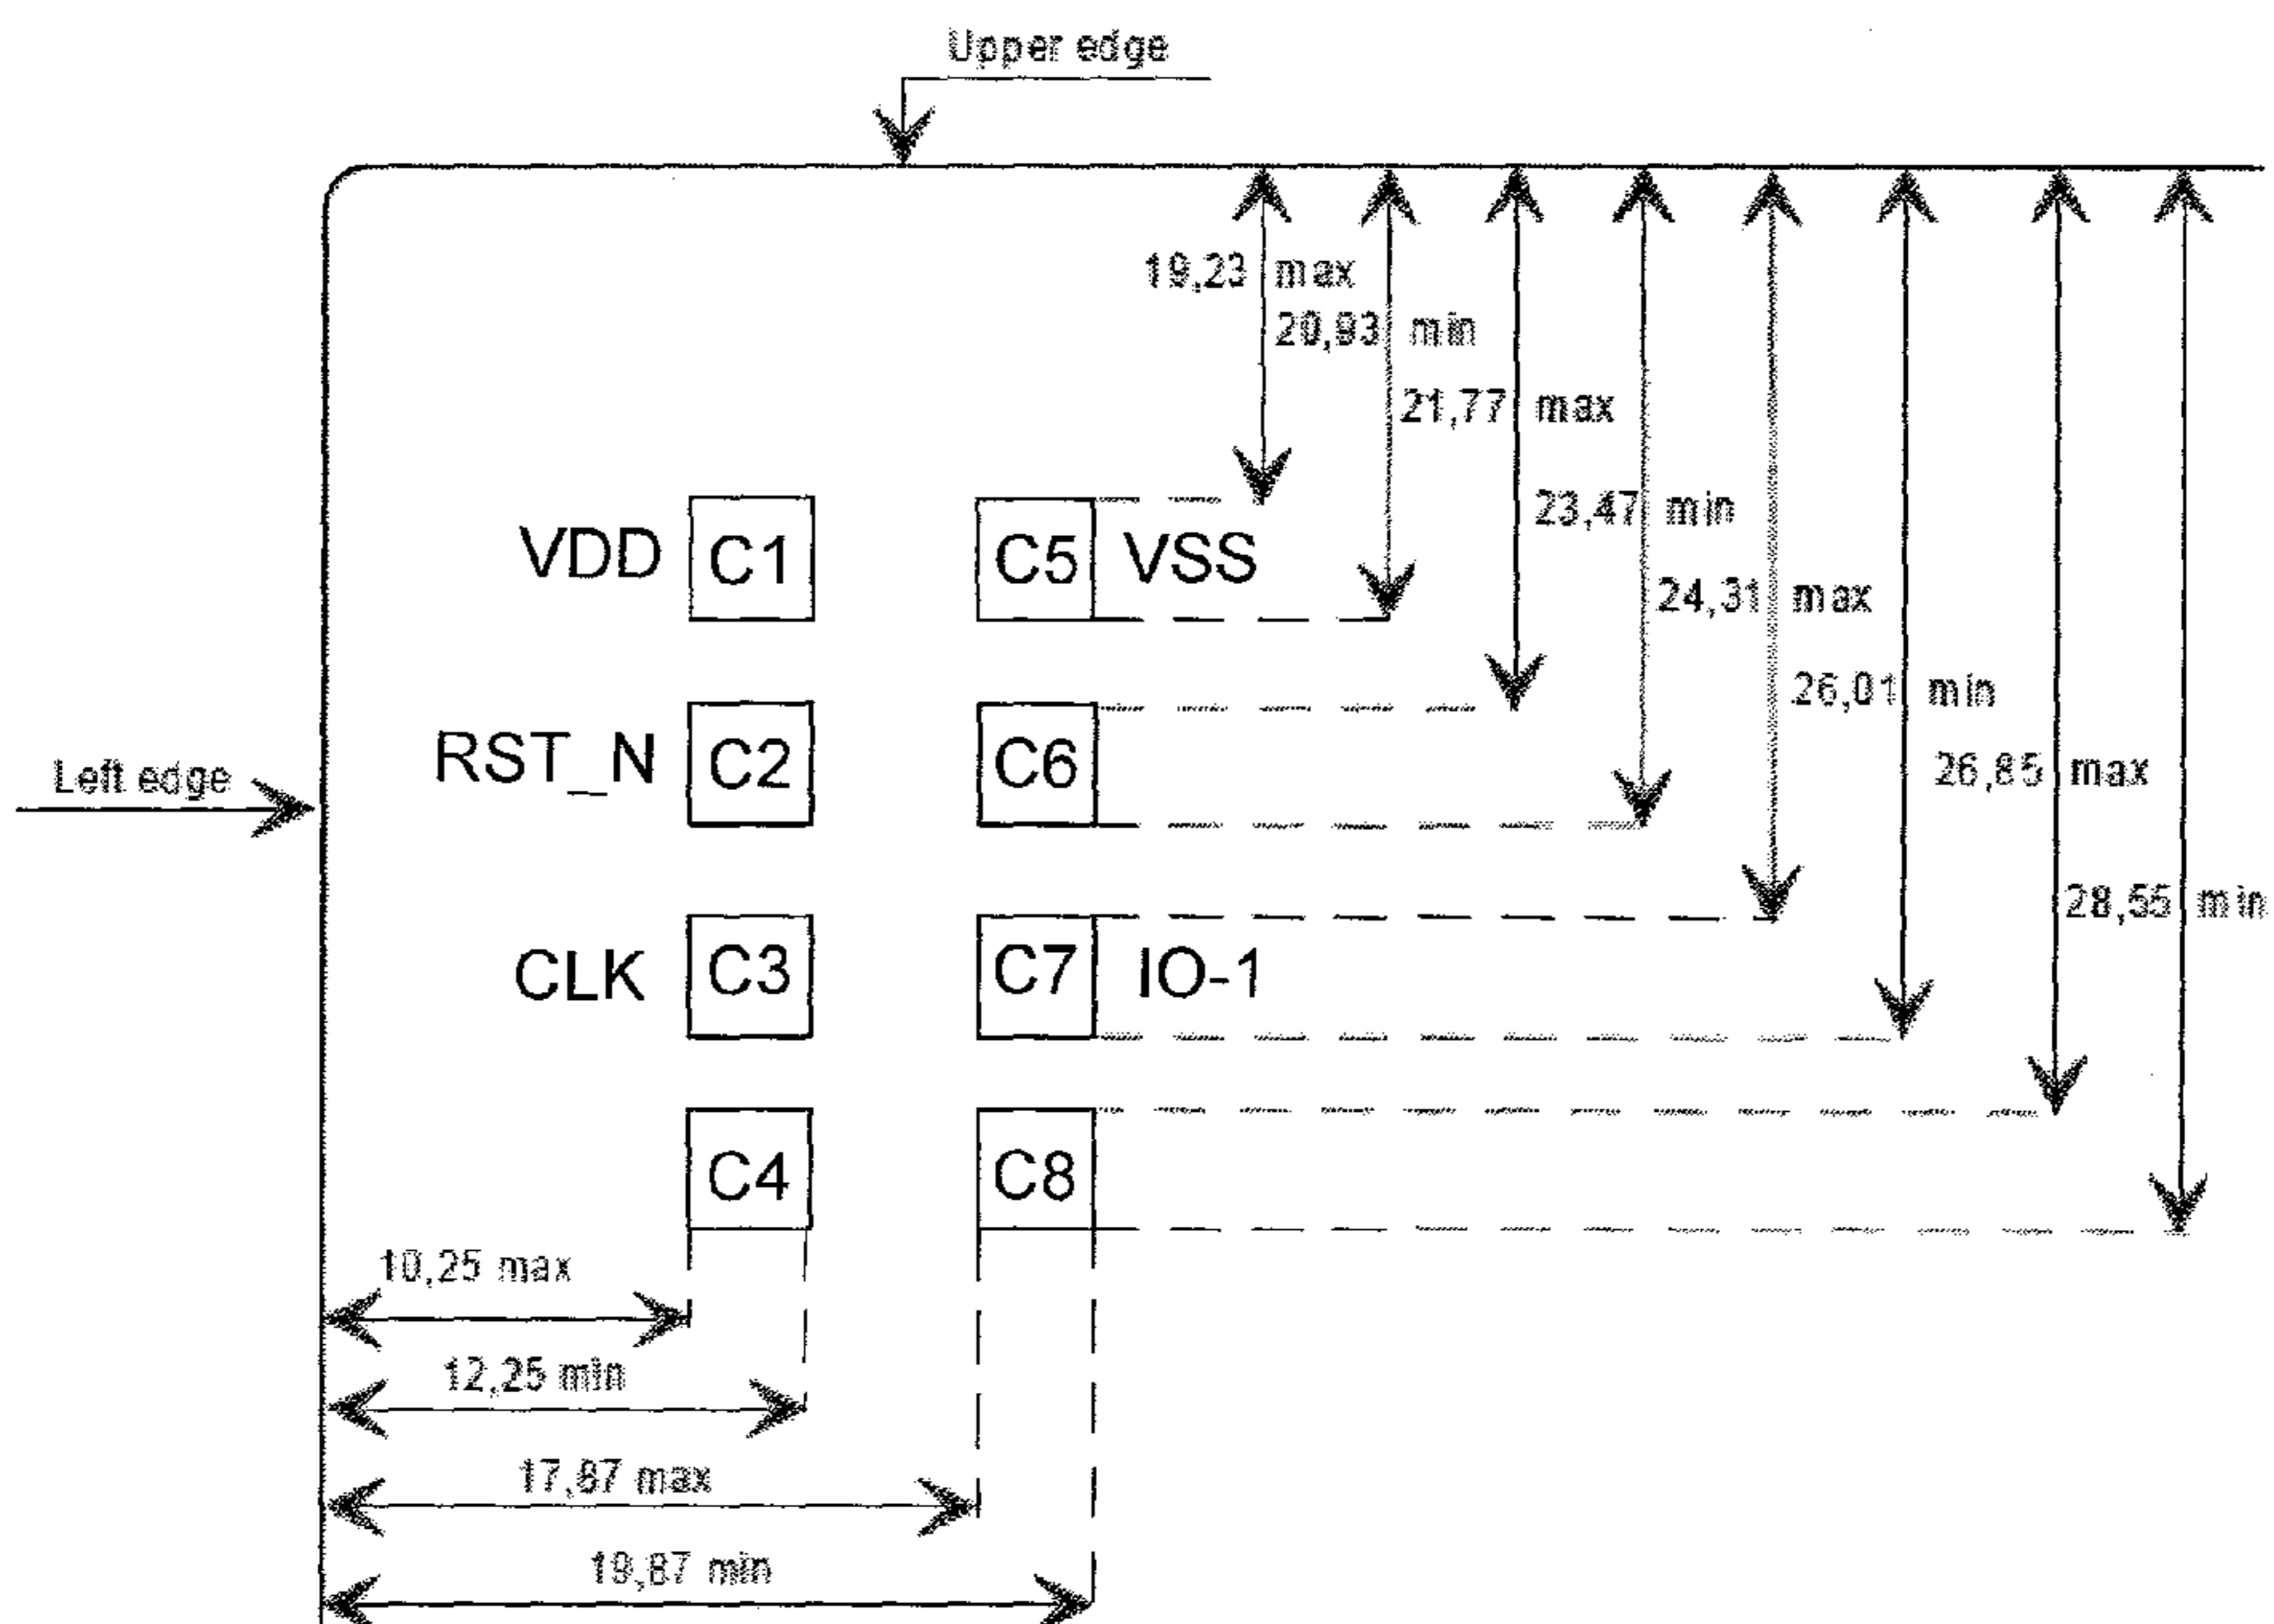 Upper edge
19,23 max
20,93 min
21,77 max
23,47 min
VDD C1 C5 VSS
24,31 max
26,01 min
RST_N C2 C6
Left edge
26,85 max
28,55 min
CLK C3 C7 IO-1
C4 C8
10,25 max
12,25 min
17,87 max
19,87 min